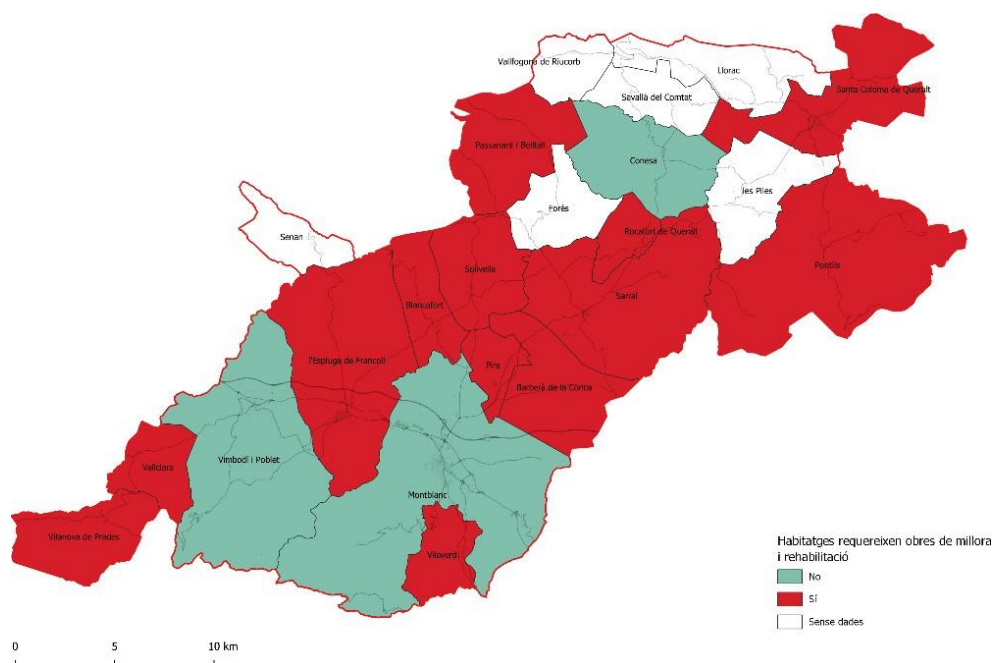 Vallfogona de Riucorb
Llorac
Savallà del Comtat
Santa Coloma de Queralt
Passanant i Belltall
Conesa
les Piles
Forès
Rocafort de Queralt
Senan
Solivella
Pontils
Sarral
Blancafort
l'Espluga de Francolí
Pira
Barberà de la Conca
Vimbodí i Poblet
Vallclara
Montblanc
Vilanova de Prades
Vilaverd
Habitatges requereixen obres de millora
i rehabilitació
No
Sí
Sense dades
0 5 10 km